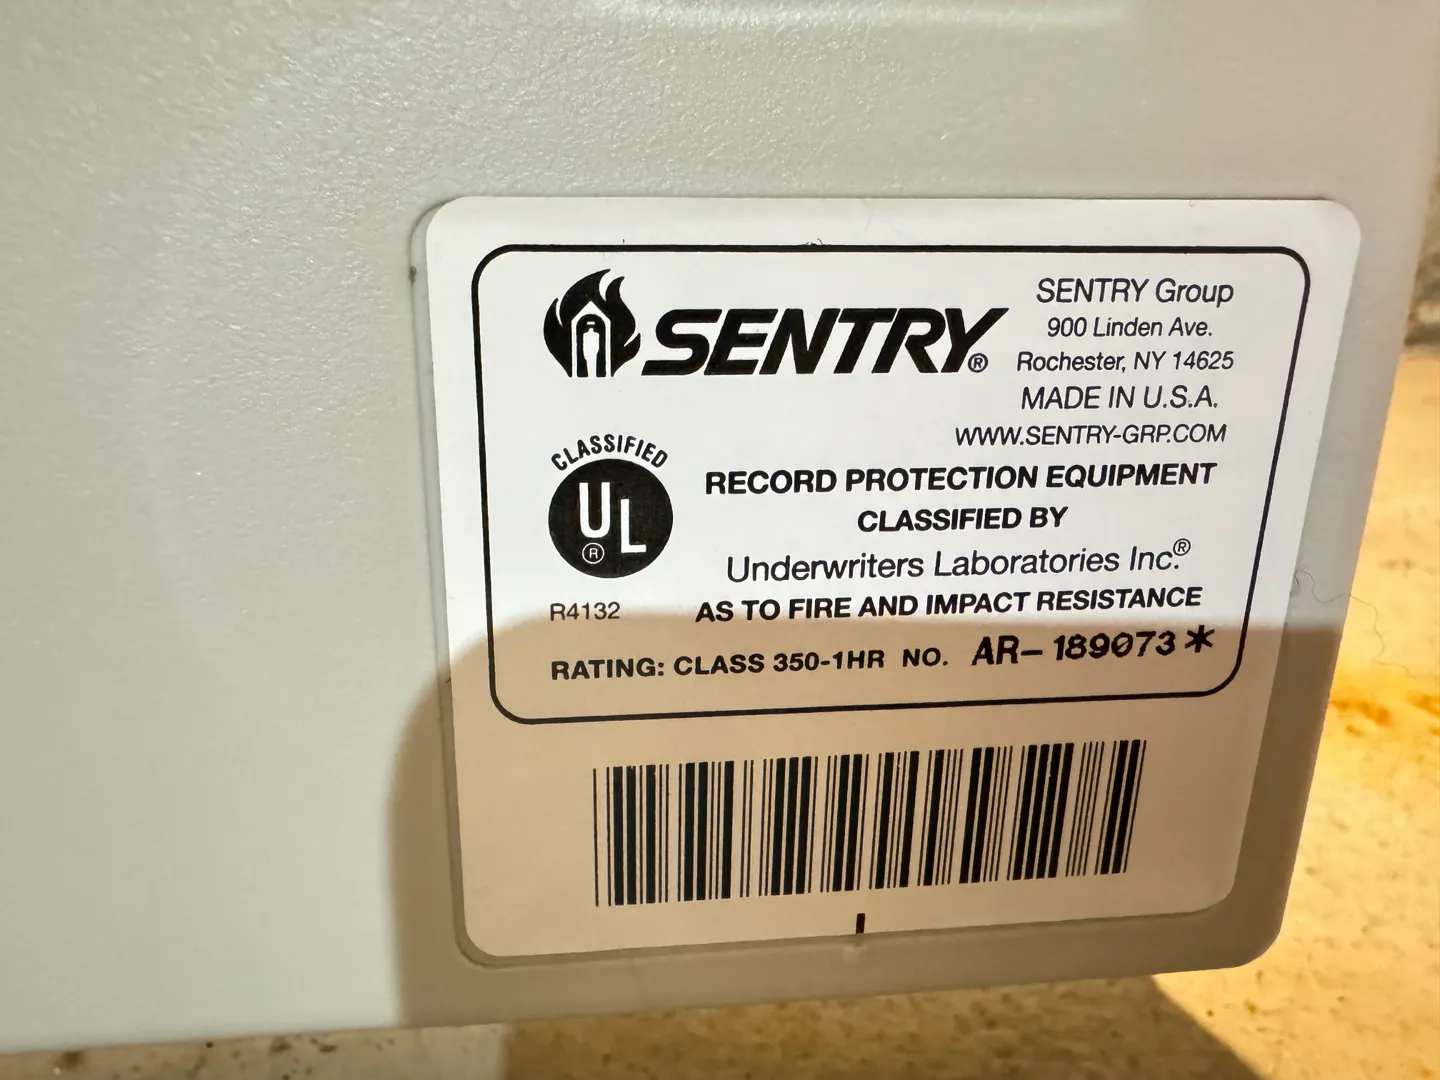 SENTRY®
SENTRY Group
900 Linden Ave.
Rochester, NY 14625
MADE IN U.S.A.
WWW.SENTRY-GRP.COM
CLASSIFIED
UL
®
R4132
RECORD PROTECTION EQUIPMENT
CLASSIFIED BY
Underwriters Laboratories Inc.®
AS TO FIRE AND IMPACT RESISTANCE
RATING: CLASS 350-1HR NO. AR-189073*